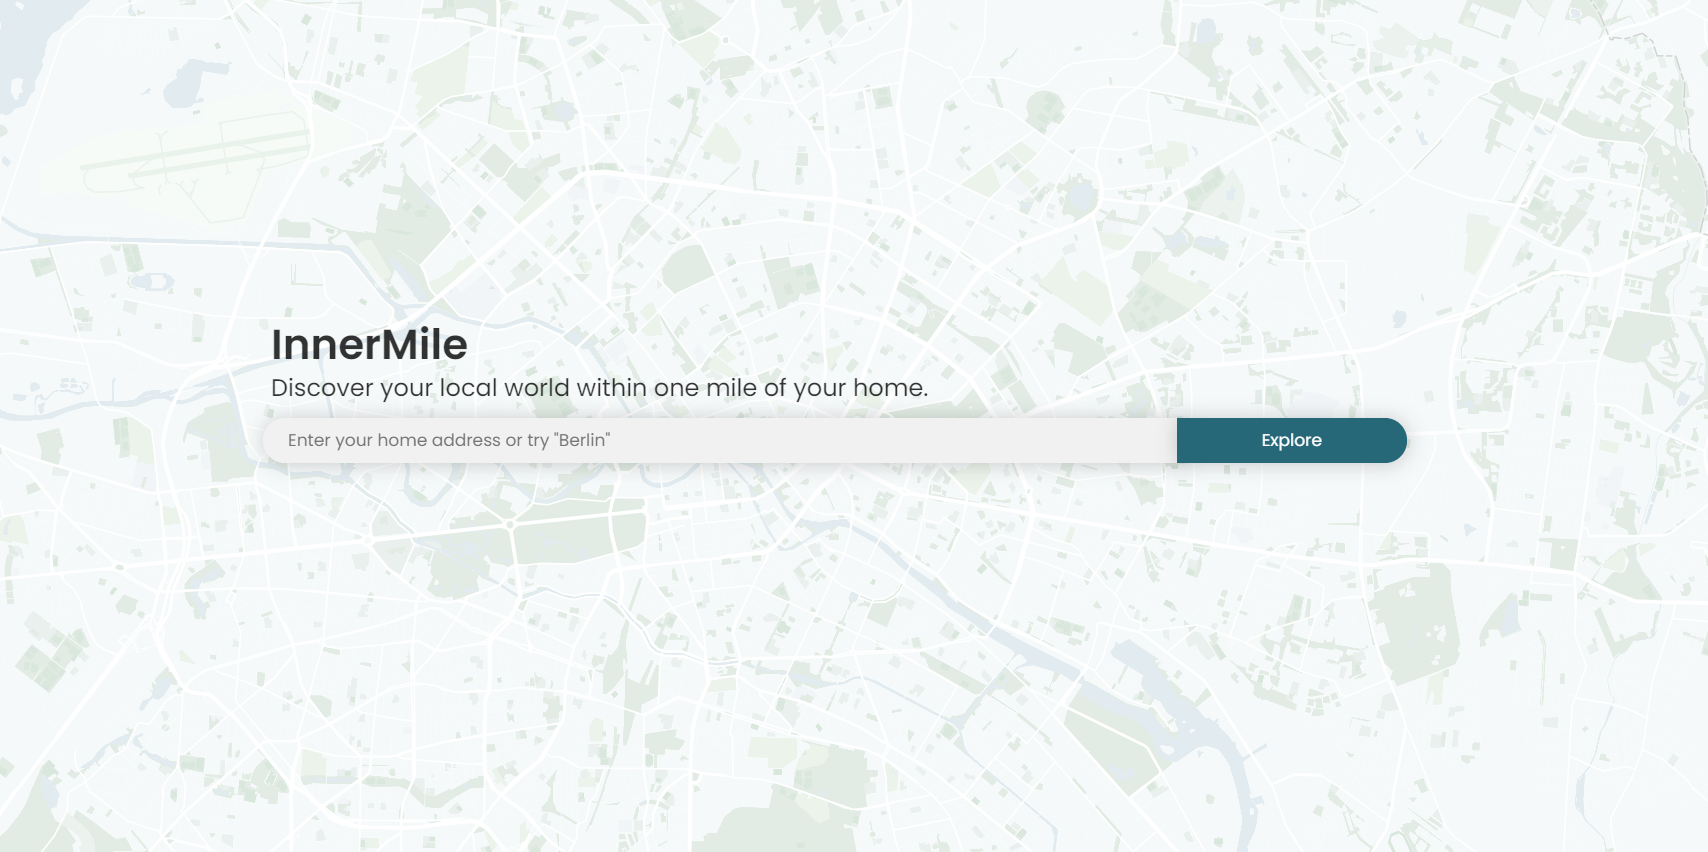 InnerMile
Discover your local world within one mile of your home.
Enter your home address or try "Berlin"
Explore